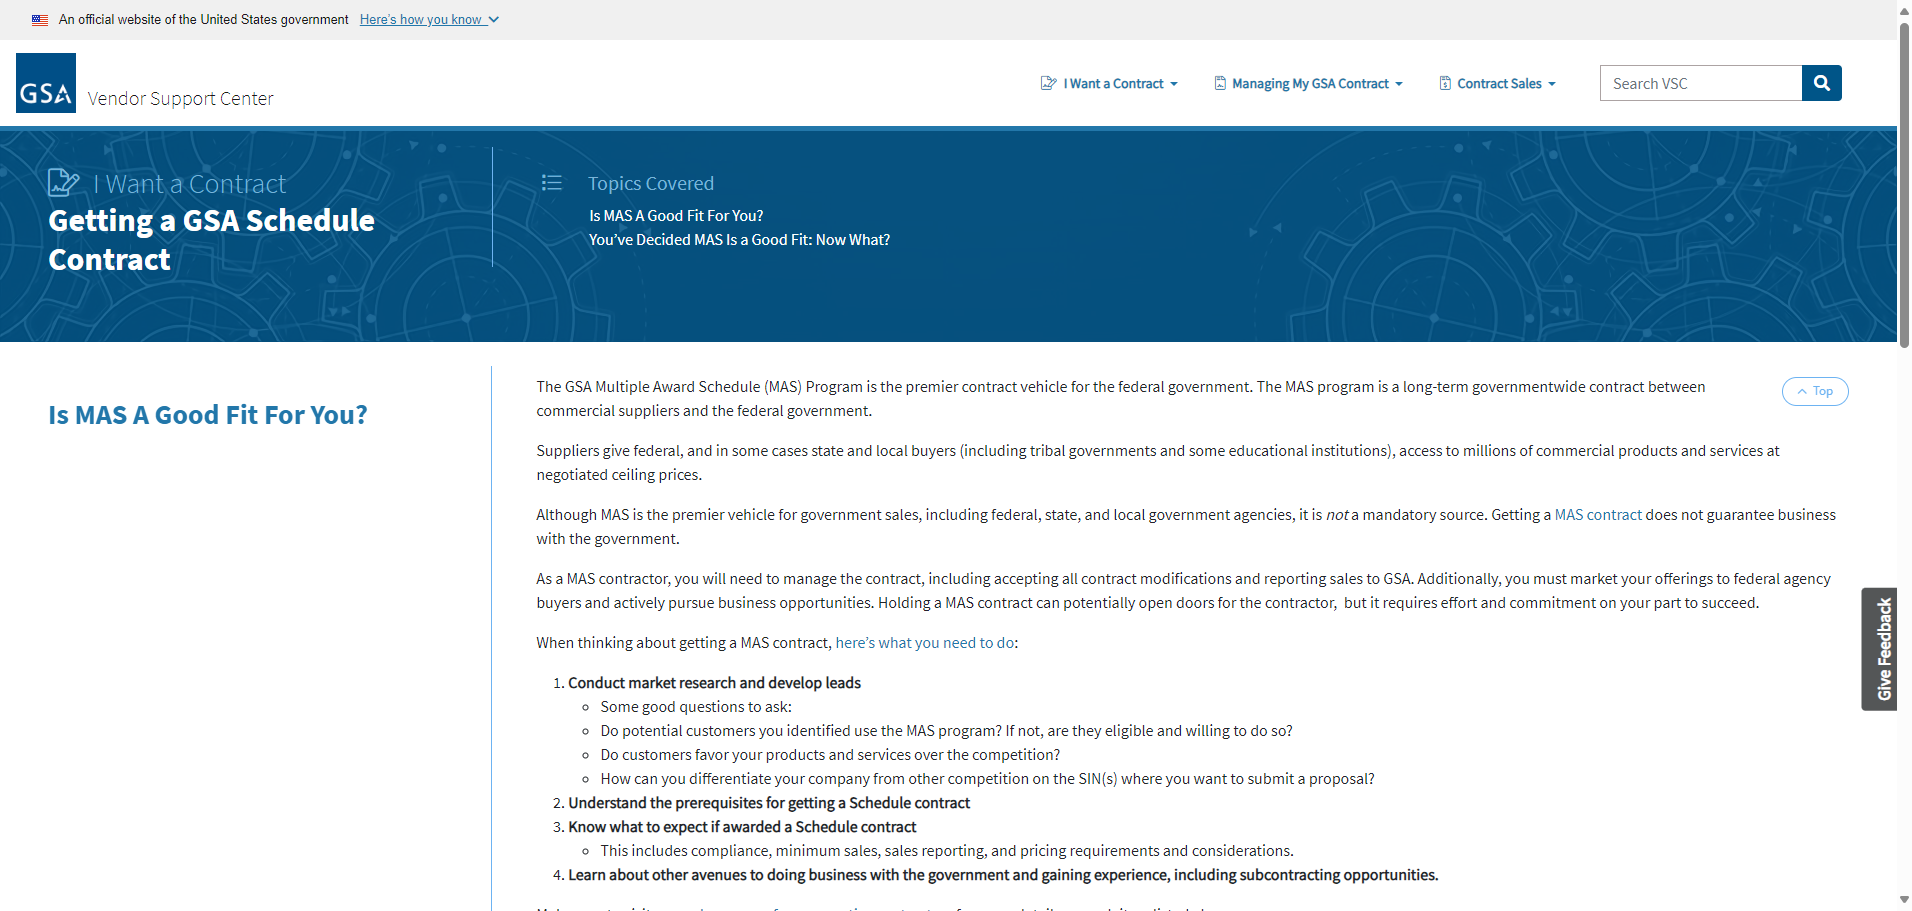 An official website of the United States government Here's how you know
GSA Vendor Support Center
I Want a Contract
Managing My GSA Contract
Contract Sales
Search VSC
I Want a Contract
Getting a GSA Schedule
Contract
Topics Covered
Is MAS A Good Fit For You?
You've Decided MAS Is a Good Fit: Now What?
Is MAS A Good Fit For You?
Top
The GSA Multiple Award Schedule (MAS) Program is the premier contract vehicle for the federal government. The MAS program is a long-term governmentwide contract between
commercial suppliers and the federal government.
Suppliers give federal, and in some cases state and local buyers (including tribal governments and some educational institutions), access to millions of commercial products and services at
negotiated ceiling prices.
Although MAS is the premier vehicle for government sales, including federal, state, and local government agencies, it is not a mandatory source. Getting a MAS contract does not guarantee business
with the government.
As a MAS contractor, you will need to manage the contract, including accepting all contract modifications and reporting sales to GSA. Additionally, you must market your offerings to federal agency
buyers and actively pursue business opportunities. Holding a MAS contract can potentially open doors for the contractor, but it requires effort and commitment on your part to succeed.
When thinking about getting a MAS contract, here's what you need to do:
1. Conduct market research and develop leads
Some good questions to ask:
Do potential customers you identified use the MAS program? If not, are they eligible and willing to do so?
Do customers favor your products and services over the competition?
How can you differentiate your company from other competition on the SIN(s) where you want to submit a proposal?
2. Understand the prerequisites for getting a Schedule contract
3. Know what to expect if awarded a Schedule contract
This includes compliance, minimum sales, sales reporting, and pricing requirements and considerations.
4. Learn about other avenues to doing business with the government and gaining experience, including subcontracting opportunities.
Give Feedback